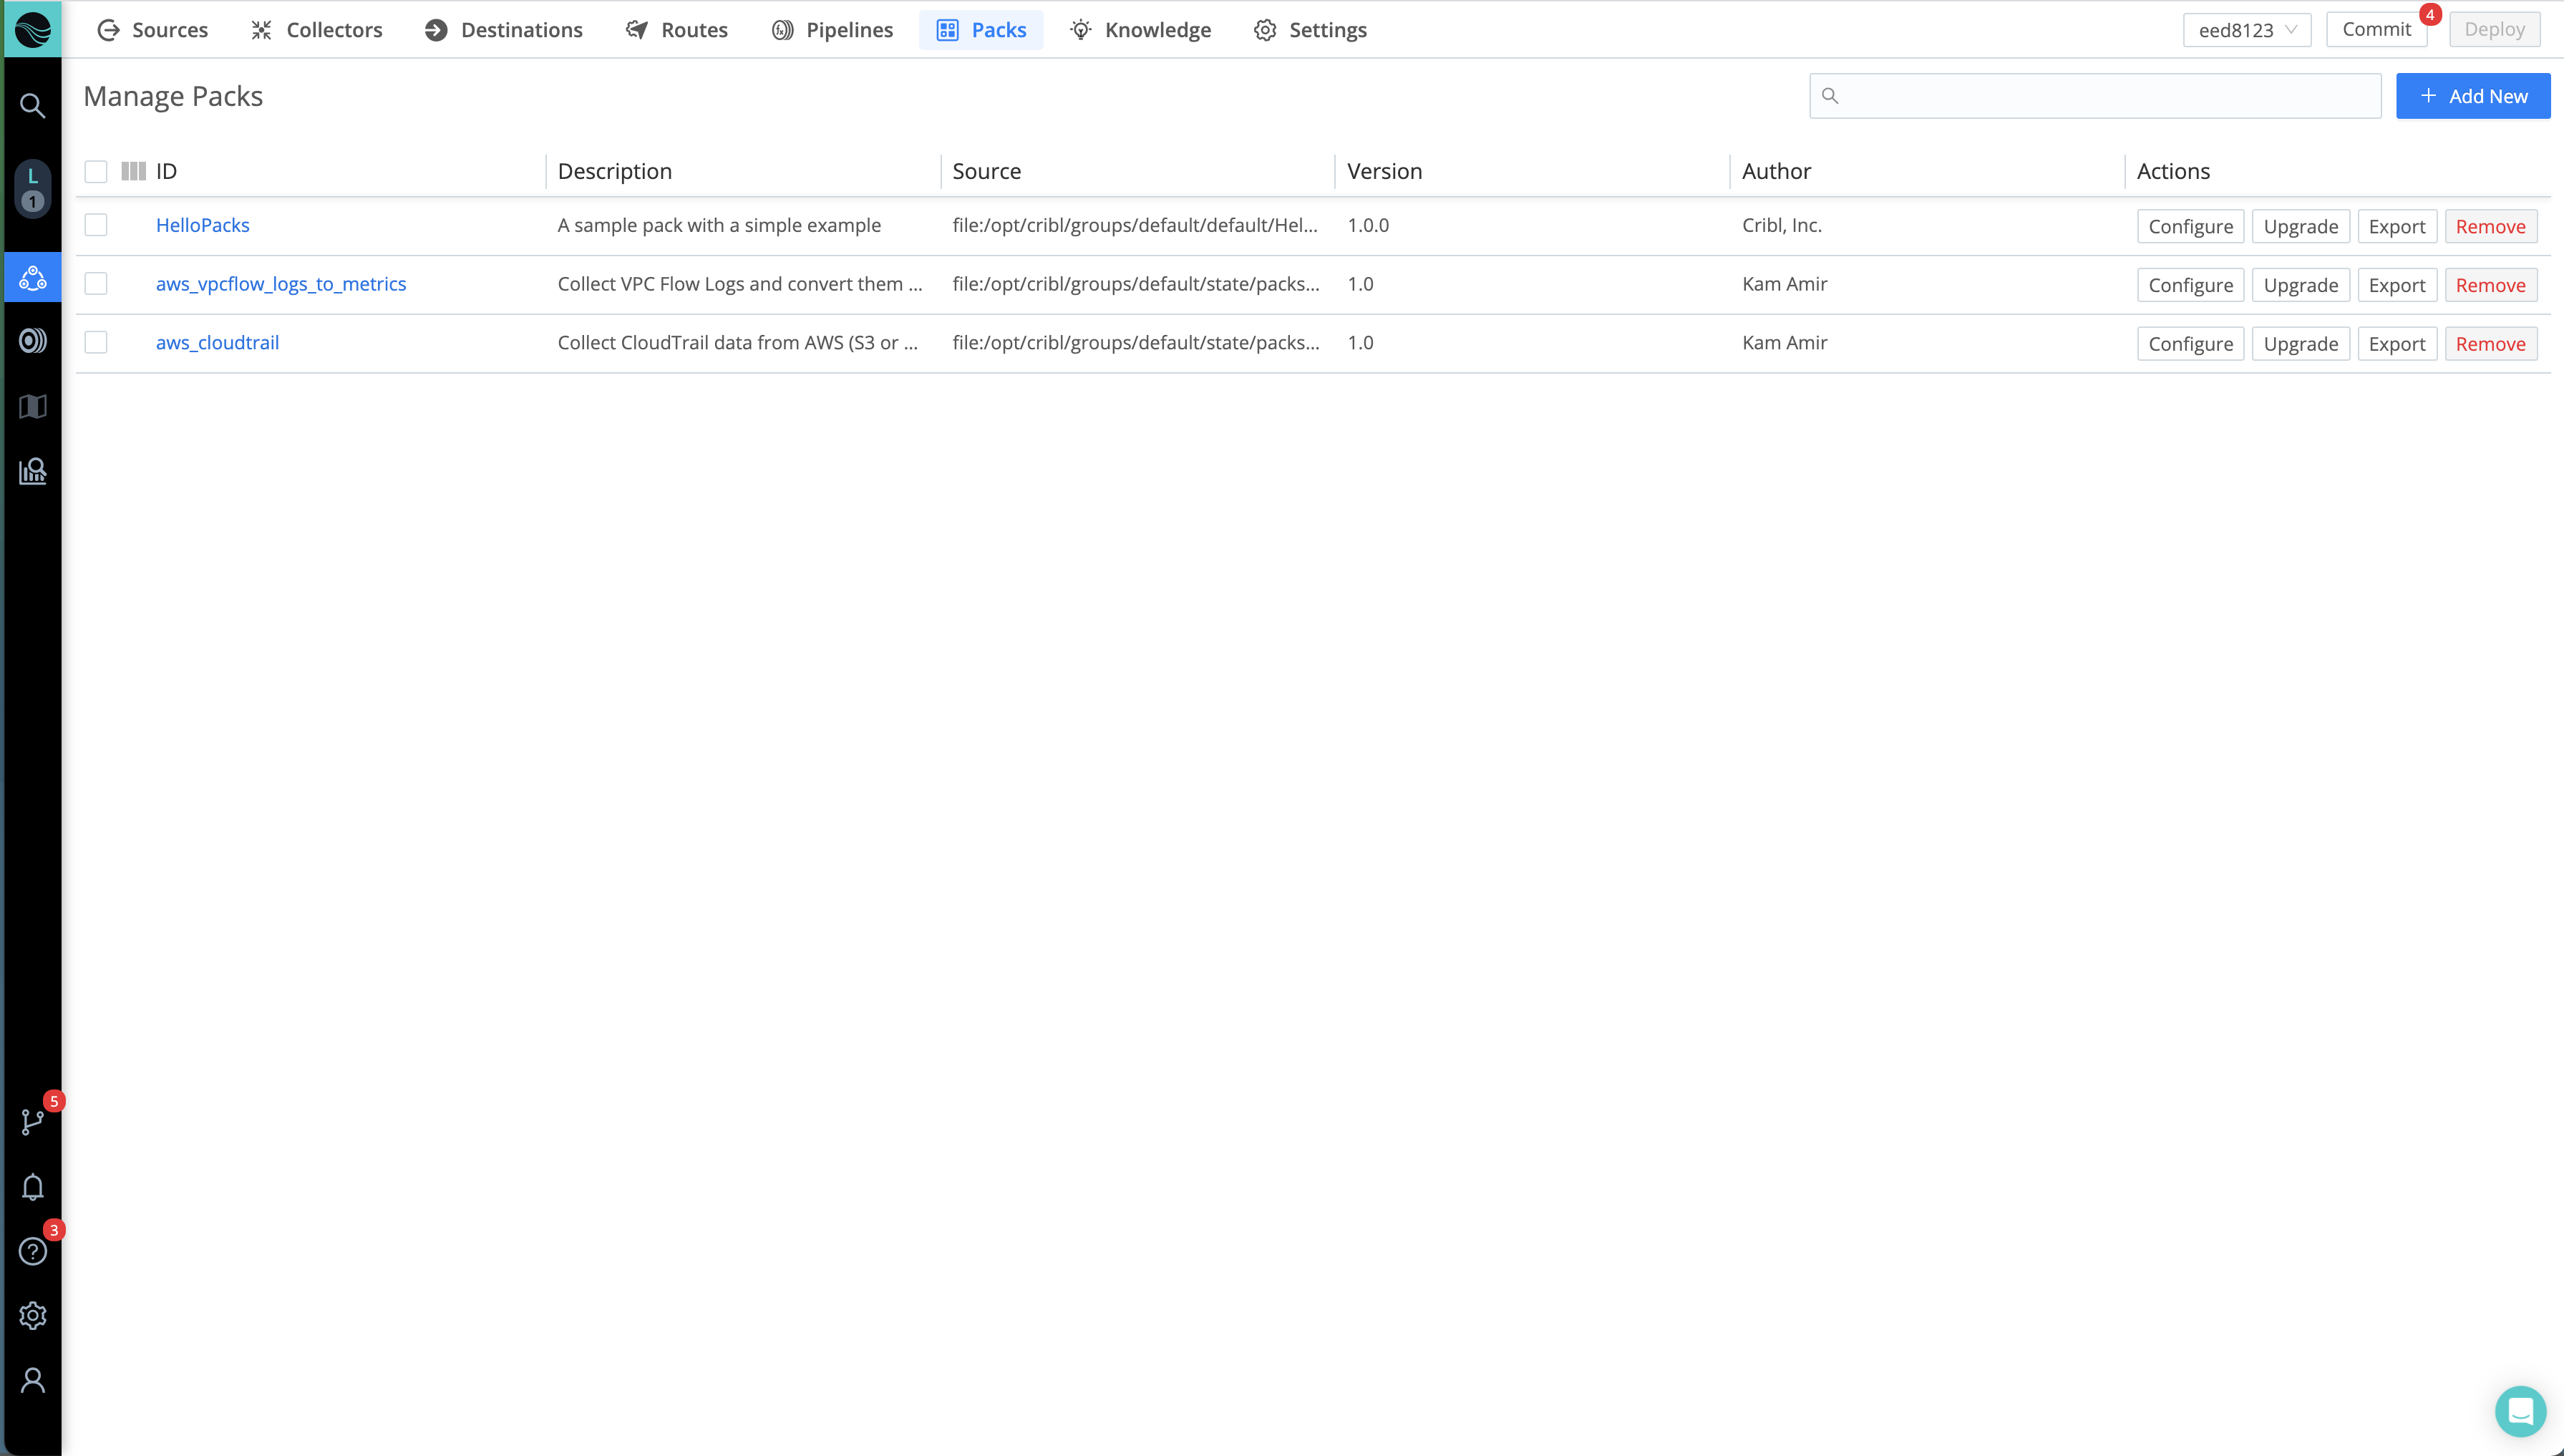 Sources Collectors Destinations Routes Pipelines Packs Knowledge Settings eed8123 Commit 4 Deploy
Manage Packs Add New
L
1
ID Description Source Version Author Actions
HelloPacks A sample pack with a simple example file:/opt/cribl/groups/default/default/Hel... 1.0.0 Cribl, Inc. Configure Upgrade Export Remove
aws_vpcflow_logs_to_metrics Collect VPC Flow Logs and convert them ... file:/opt/cribl/groups/default/state/packs... 1.0 Kam Amir Configure Upgrade Export Remove
aws_cloudtrail Collect CloudTrail data from AWS (S3 or ... file:/opt/cribl/groups/default/state/packs... 1.0 Kam Amir Configure Upgrade Export Remove
5
3